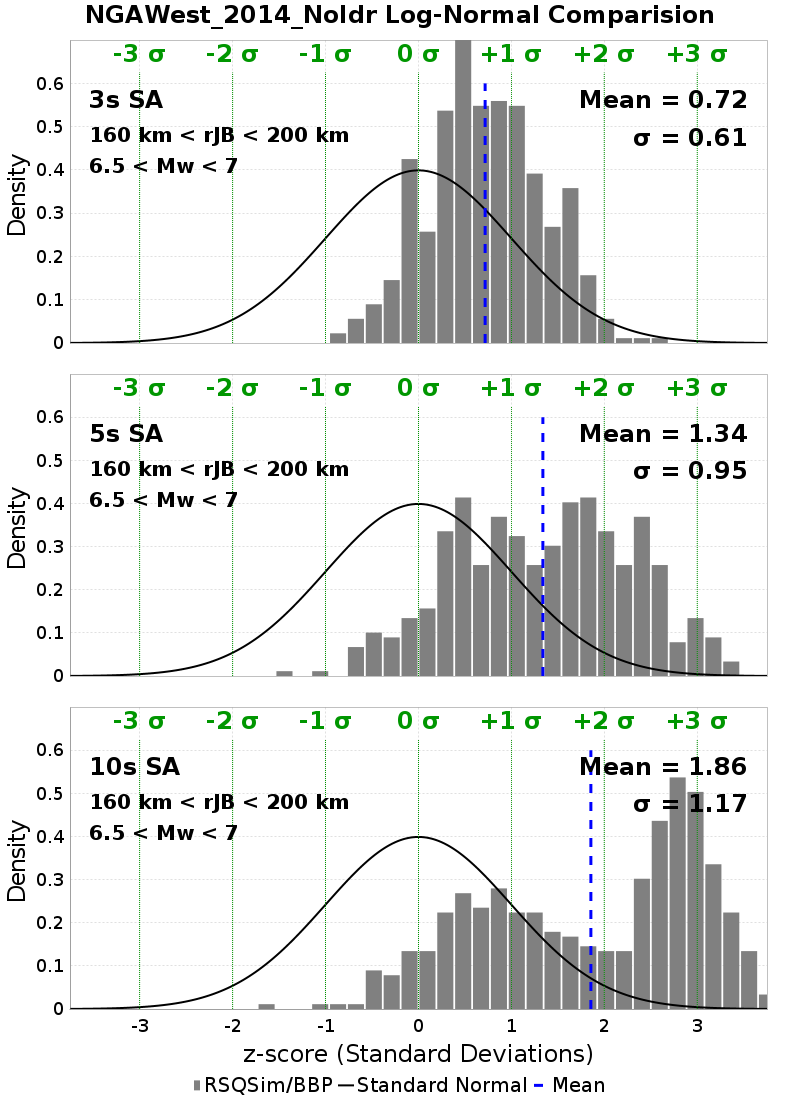 NGAWest_2014_NoIdr Log-Normal Comparision
-3 σ -2 σ -1 σ 0 σ +1 σ +2 σ +3 σ
3s SA
Mean = 0.72
160 km < rJB < 200 km
σ = 0.61
6.5 < Mw < 7
Density
0.6
0.5
0.4
0.3
0.2
0.1
0
-3 σ -2 σ -1 σ 0 σ +1 σ +2 σ +3 σ
5s SA
Mean = 1.34
160 km < rJB < 200 km
σ = 0.95
6.5 < Mw < 7
Density
0.6
0.5
0.4
0.3
0.2
0.1
0
-3 σ -2 σ -1 σ 0 σ +1 σ +2 σ +3 σ
10s SA
Mean = 1.86
160 km < rJB < 200 km
σ = 1.17
6.5 < Mw < 7
Density
0.6
0.5
0.4
0.3
0.2
0.1
0
-3 -2 -1 0 1 2 3
z-score (Standard Deviations)
RSQSim/BBP Standard Normal Mean